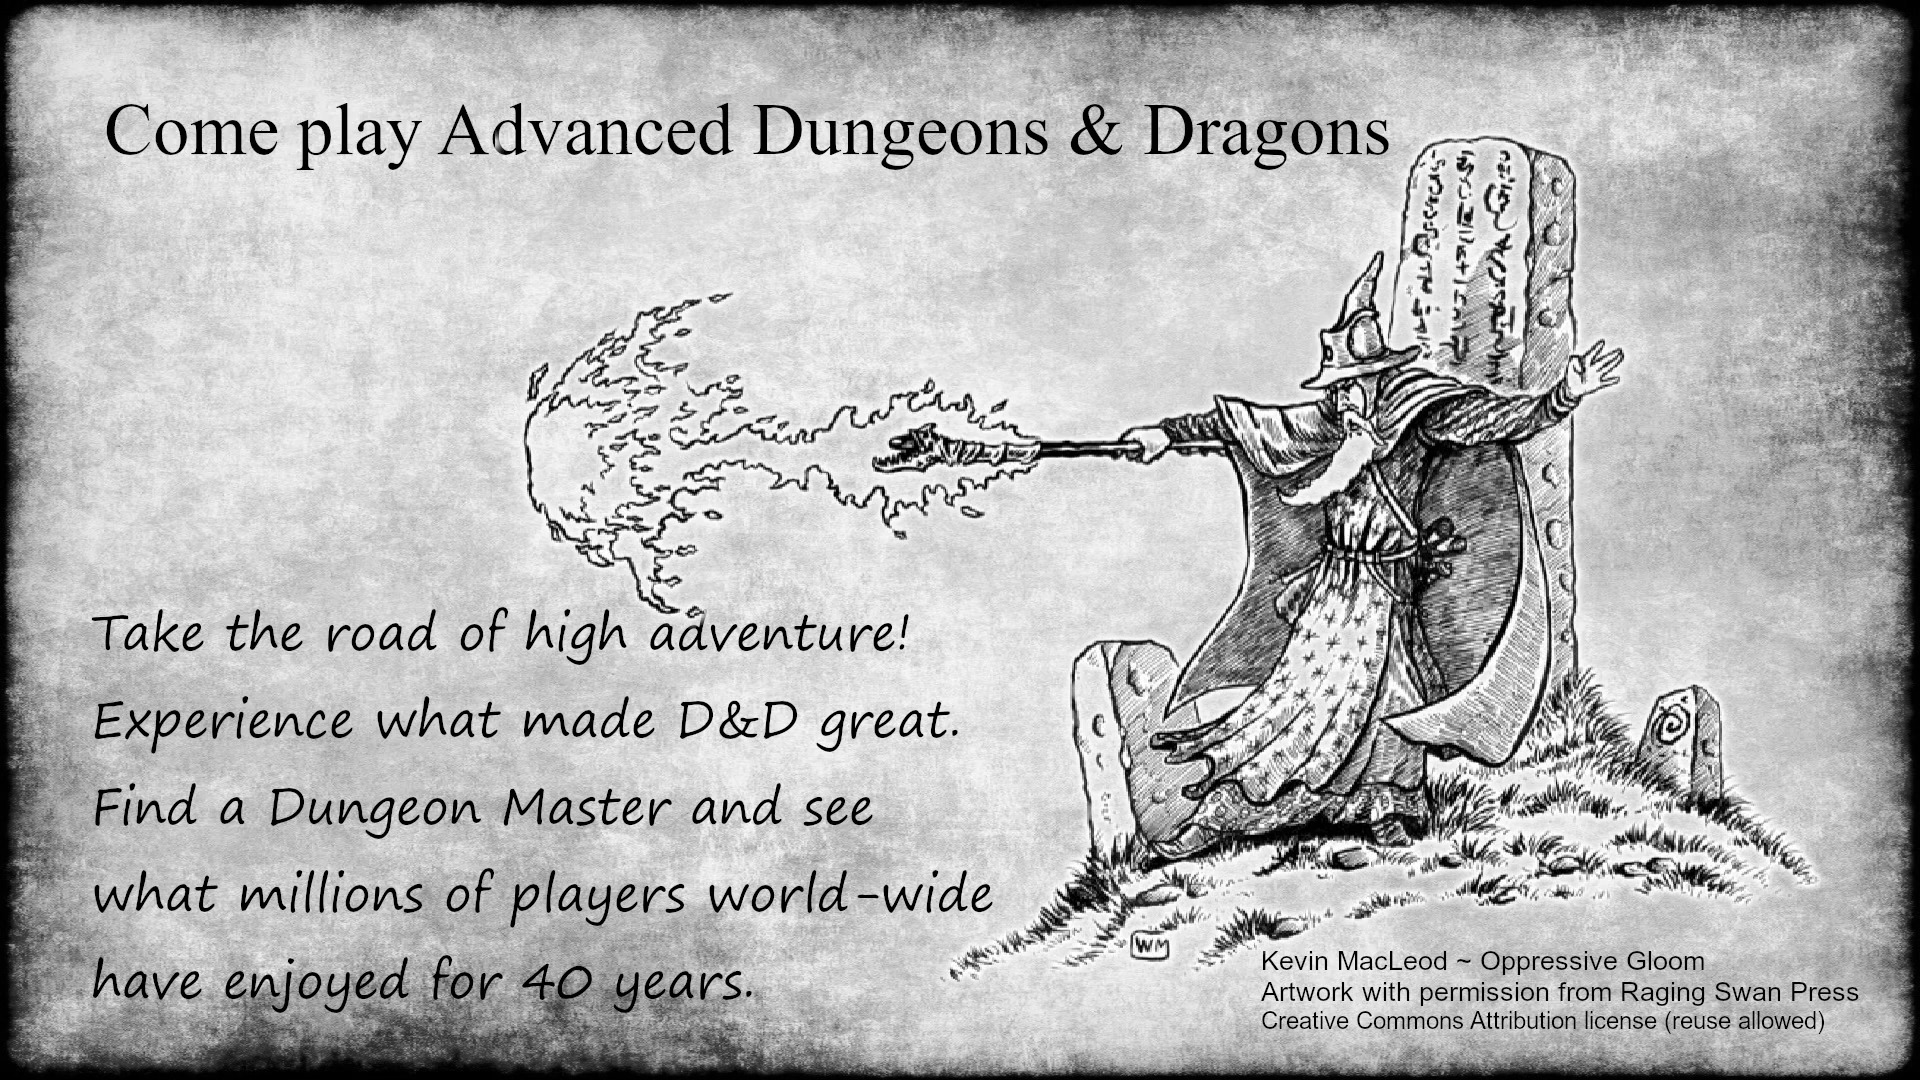 Come play Advanced Dungeons & Dragons
Take the road of high adventure!
Experience what made D&D great.
Find a Dungeon Master and see
what millions of players world-wide
have enjoyed for 40 years.
WM
Kevin MacLeod ~ Oppressive Gloom
Artwork with permission from Raging Swan Press
Creative Commons Attribution license (reuse allowed)